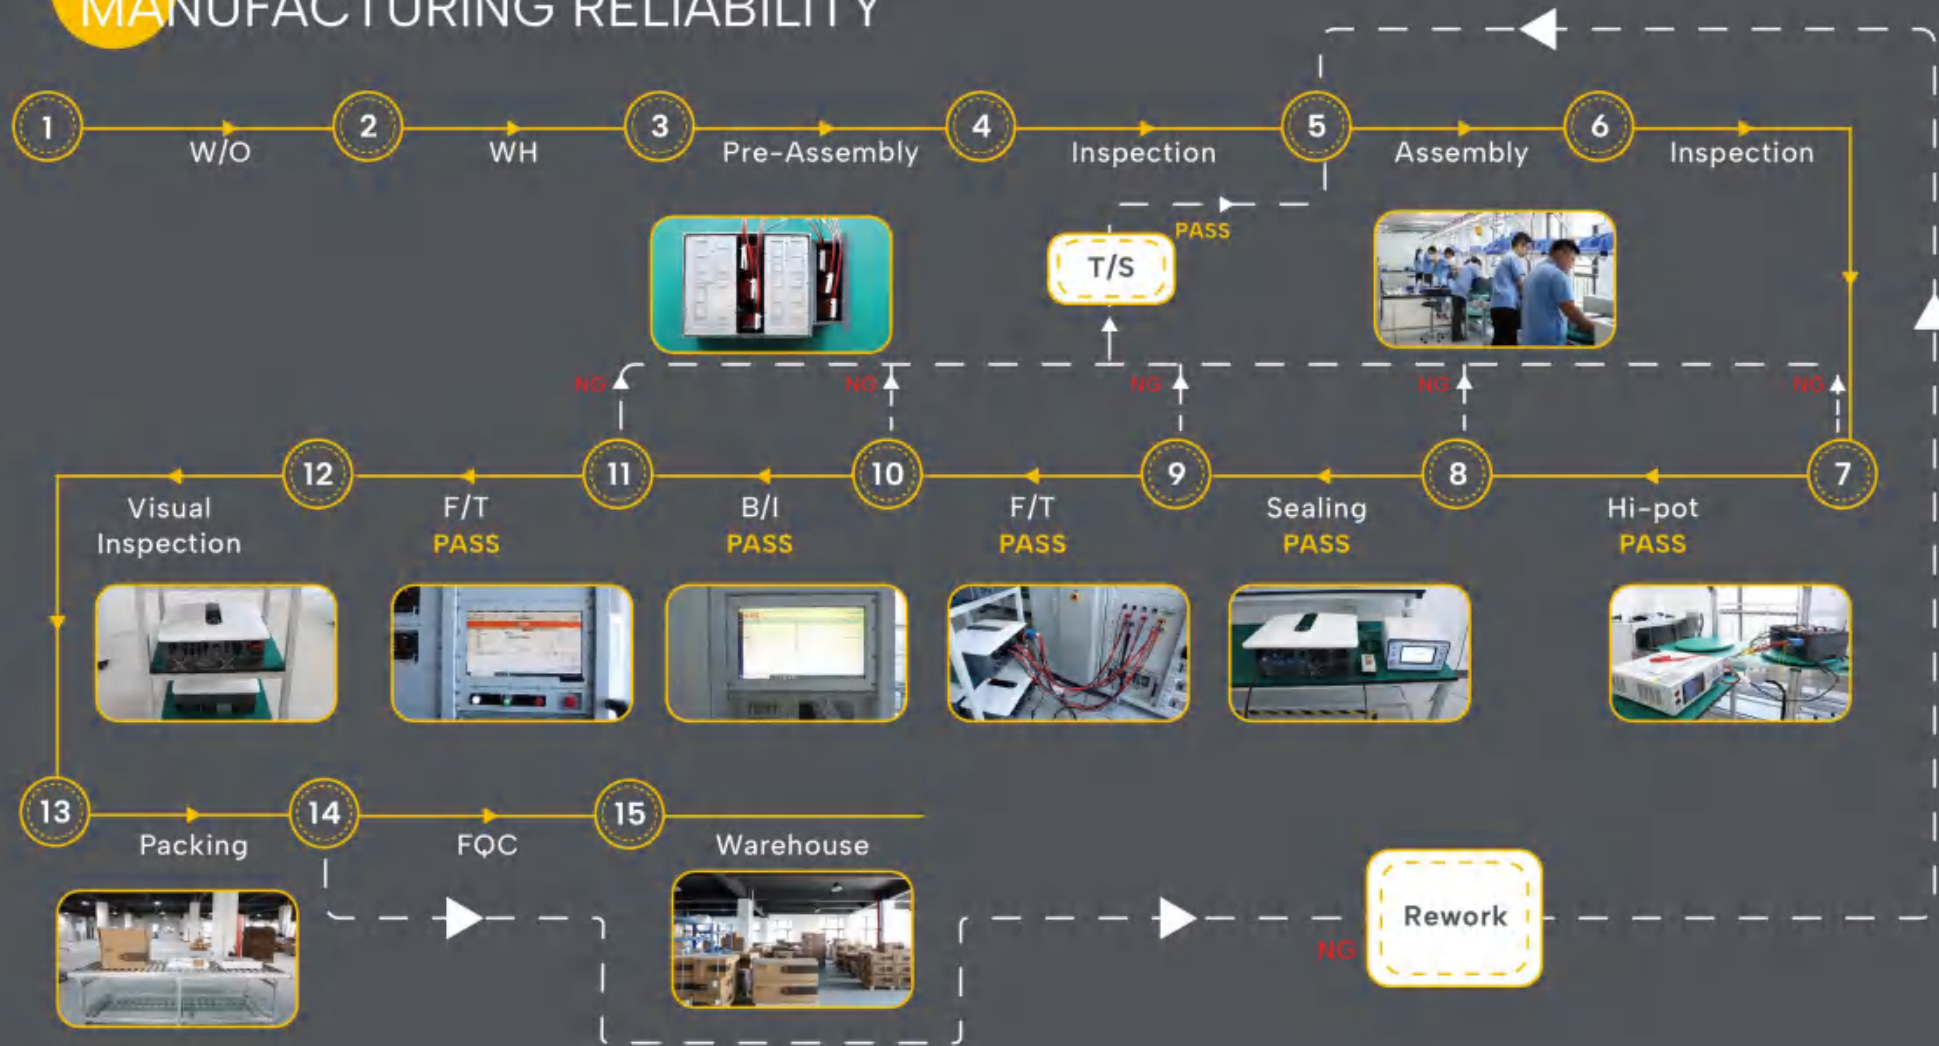 MANUFACTURING RELIABILITY
1
2
3
4
5
6
W/O
WH
Pre-Assembly
Inspection
Assembly
Inspection
PASS
T/S
NG
NG
NG
NG
NG
12
11
10
9
8
7
Visual
Inspection
F/T
PASS
B/I
PASS
F/T
PASS
Sealing
PASS
Hi-pot
PASS
13
14
15
Packing
FQC
Warehouse
Rework
NG